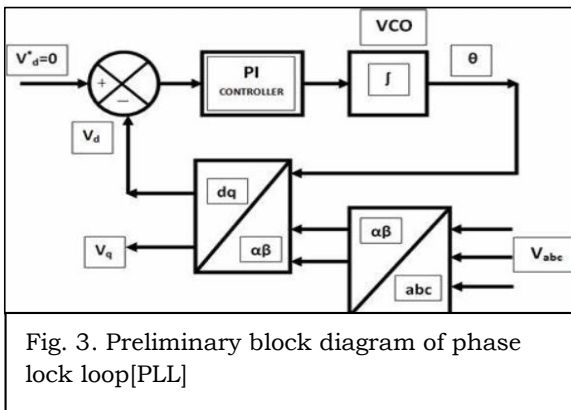 VCO
V*d=0
+
−
PI
CONTROLLER
∫
θ
Vd
dq
αβ
Vq
αβ
abc
Vabc
Fig. 3. Preliminary block diagram of phase
lock loop[PLL]